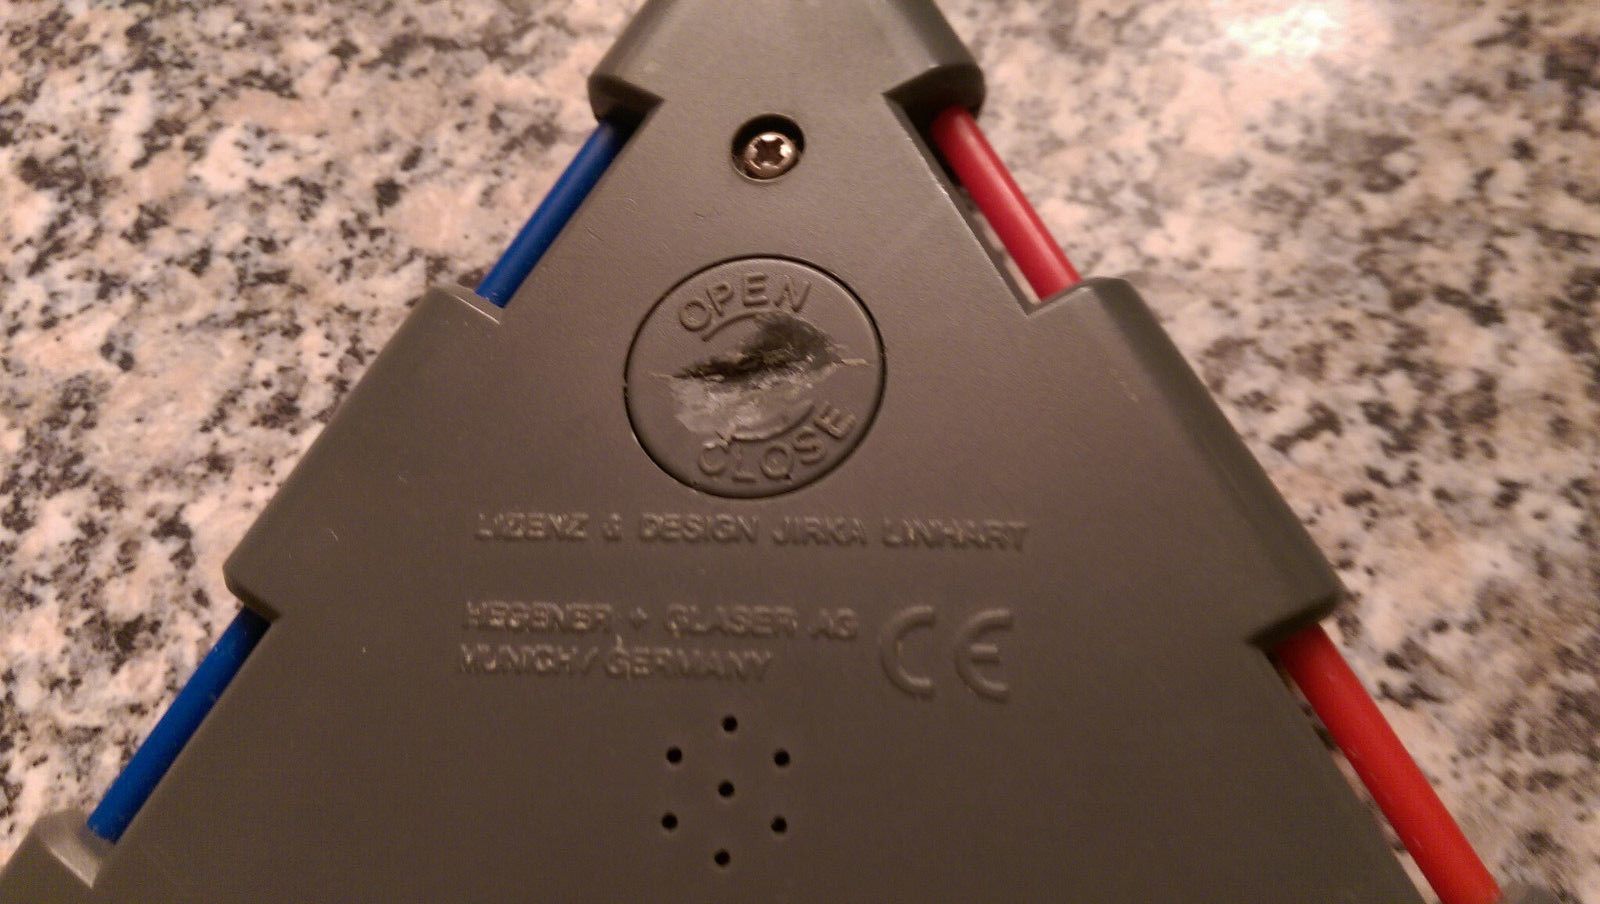 OPEN
CLOSE
LIZENZ & DESIGN JIRKA LINHART
HEGENER + GLASER AG
MUNICH/GERMANY
CE